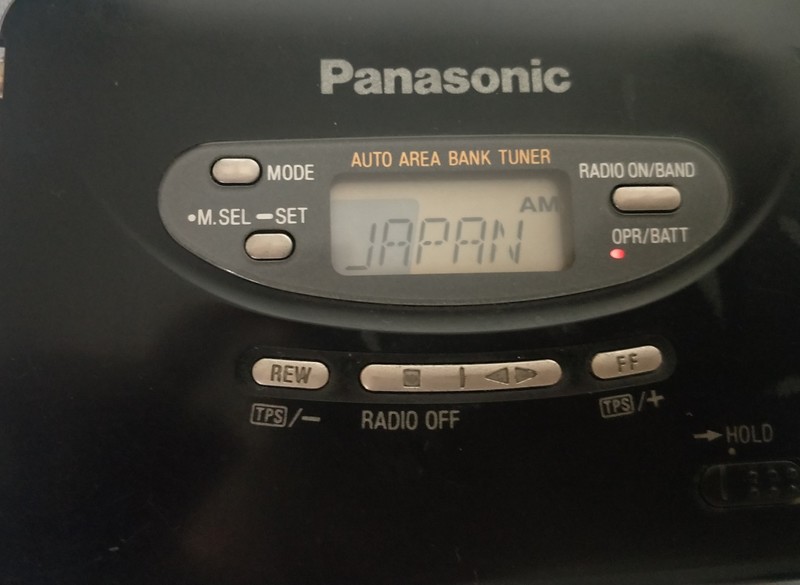 Panasonic
AUTO AREA BANK TUNER
MODE
RADIO ON/BAND
•M.SEL ━SET
AM
JAPAN
OPR/BATT
REW
FF
TPS/−
RADIO OFF
TPS/+
→HOLD